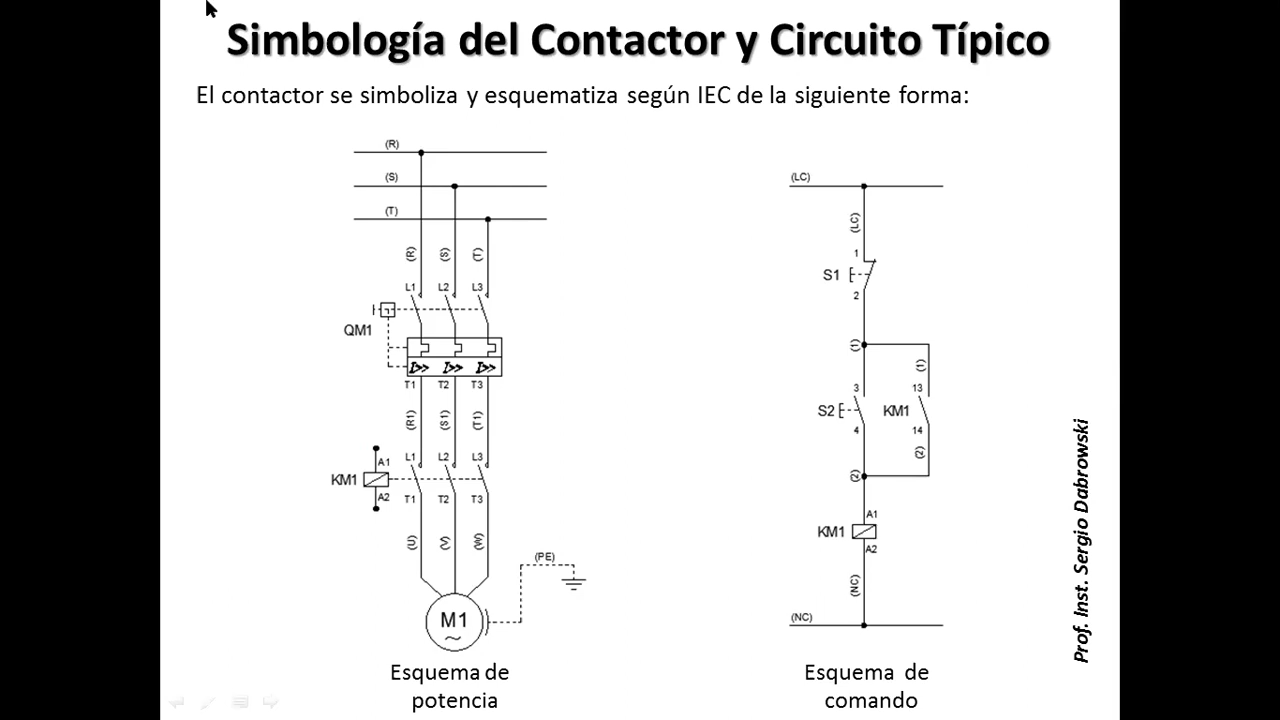 Simbología del Contactor y Circuito Típico
El contactor se simboliza y esquematiza según IEC de la siguiente forma:
(R)
(S)
(T)
(R) (S) (T)
L1 L2 L3
QM1
T1 T2 T3
(R1) (S1) (T1)
L1 L2 L3
A1
KM1
A2
T1 T2 T3
(U) (V) (W)
(PE)
M1
~
Esquema de
potencia
(LC)
(LC)
1
S1
2
(1)
(1)
3 13
S2 KM1
4 14
(2)
(2)
A1
KM1
A2
(NC)
(NC)
Esquema de
comando
Prof. Inst. Sergio Dabrowski